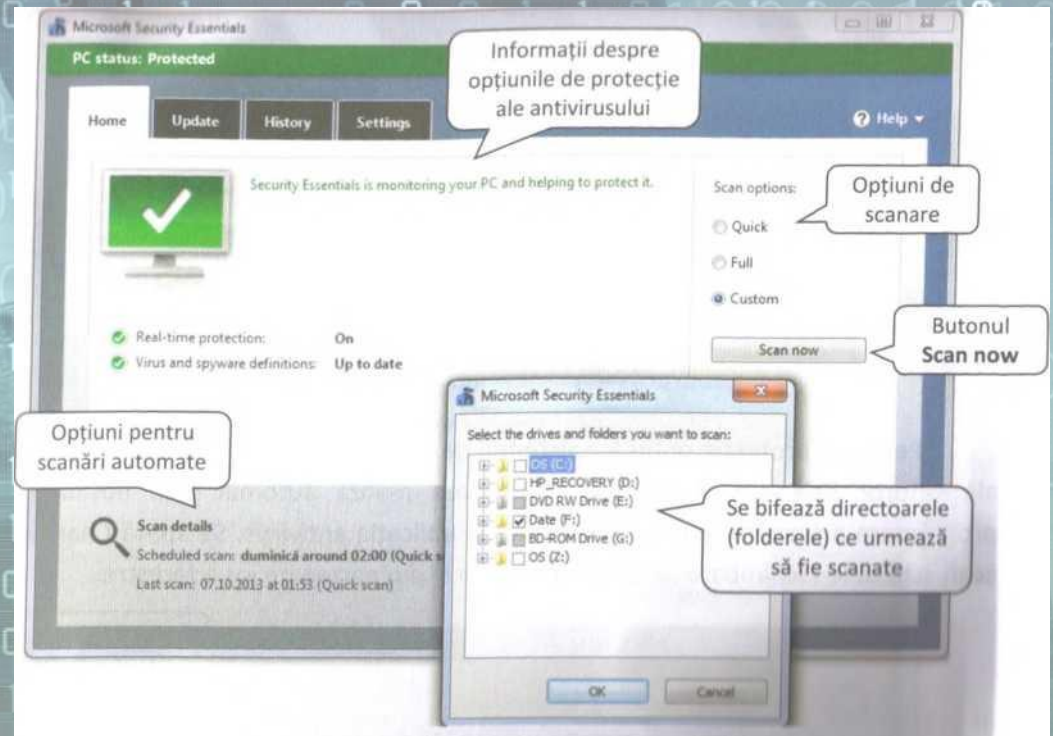 Microsoft Security Essentials
PC status: Protected
Informații despre
opțiunile de protecție
ale antivirusului
Home Update History Settings
Help
Security Essentials is monitoring your PC and helping to protect it.
Scan options:
Opțiuni de
scanare
Quick
Full
Custom
Butonul
Scan now
Scan now
Real-time protection: On
Virus and spyware definitions: Up to date
Opțiuni pentru
scanări automate
Scan details
Scheduled scan: duminică around 02:00 (Quick s
Last scan: 07.10.2013 at 01:53 (Quick scan)
Microsoft Security Essentials
Select the drives and folders you want to scan:
OS (C:)
HP_RECOVERY (D:)
DVD RW Drive (E:)
Date (F:)
BD-ROM Drive (G:)
OS (Z:)
Se bifează directoarele
(folderele) ce urmează
să fie scanate
OK Cancel